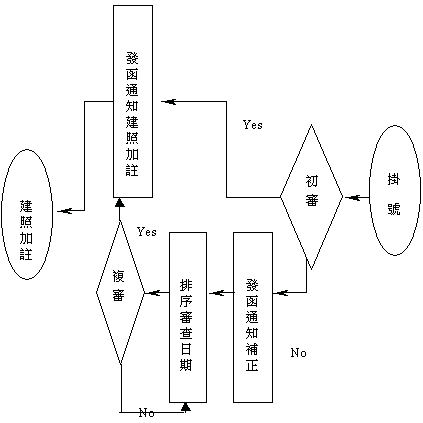 掛號
初審
Yes
發函通知建照加註
建照加註
No
發函通知補正
排序審查日期
複審
Yes
No